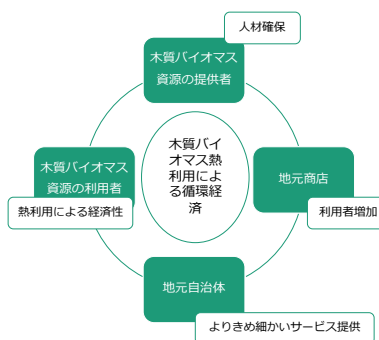 人材確保
木質バイオマス
資源の提供者
木質バイオマス
資源の利用者
熱利用による経済性
木質バイ
オマス熱
利用によ
る循環経
済
地元商店
利用者増加
地元自治体
よりきめ細かいサービス提供